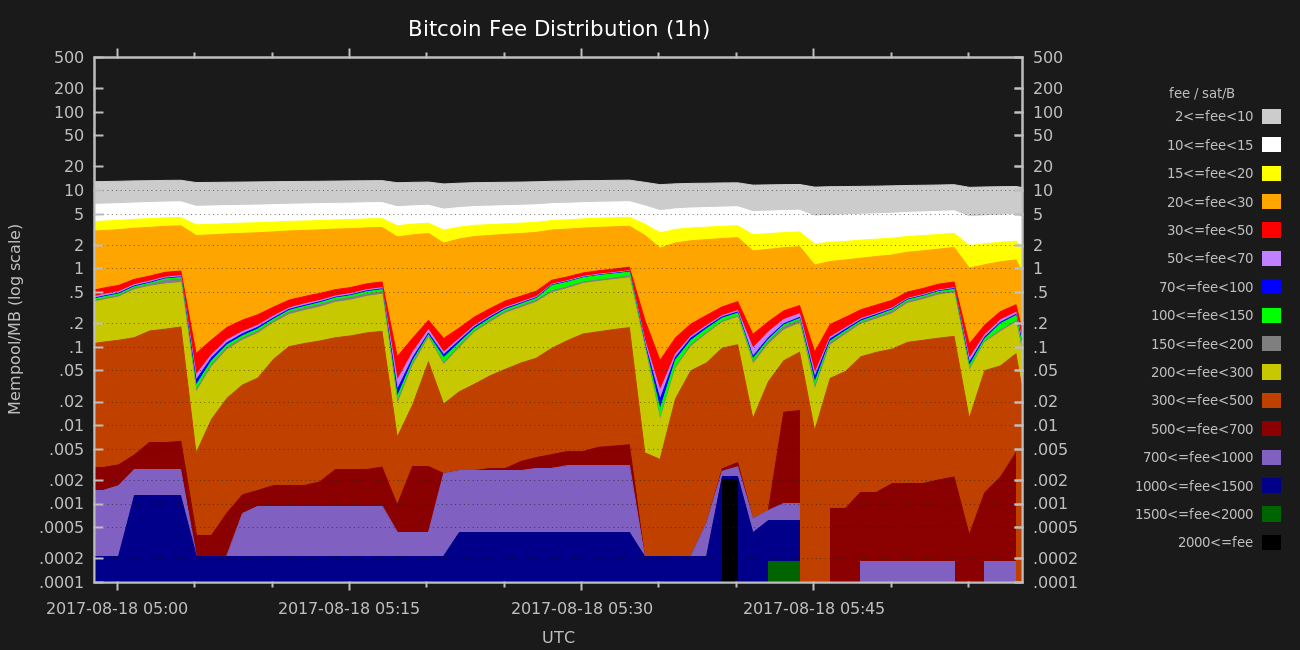 Bitcoin Fee Distribution (1h)
Mempool/MB (log scale)
500
200
100
50
20
10
5
2
1
.5
.2
.1
.05
.02
.01
.005
.002
.001
.0005
.0002
.0001
500
200
100
50
20
10
5
2
1
.5
.2
.1
.05
.02
.01
.005
.002
.001
.0005
.0002
.0001
2017-08-18 05:00
2017-08-18 05:15
2017-08-18 05:30
2017-08-18 05:45
UTC
fee / sat/B
2<=fee<10
10<=fee<15
15<=fee<20
20<=fee<30
30<=fee<50
50<=fee<70
70<=fee<100
100<=fee<150
150<=fee<200
200<=fee<300
300<=fee<500
500<=fee<700
700<=fee<1000
1000<=fee<1500
1500<=fee<2000
2000<=fee